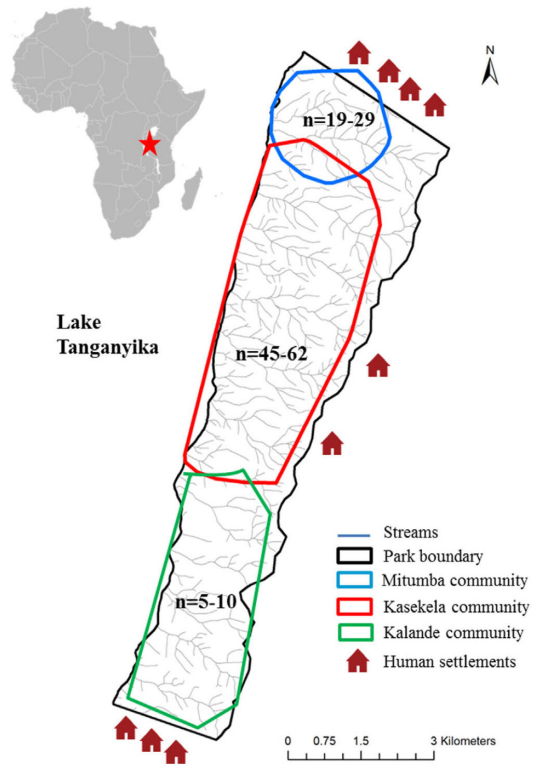 N
n=19-29
Lake
Tanganyika
n=45-62
n=5-10
Streams
Park boundary
Mitumba community
Kasekela community
Kalande community
Human settlements
0 0.75 1.5 3 Kilometers